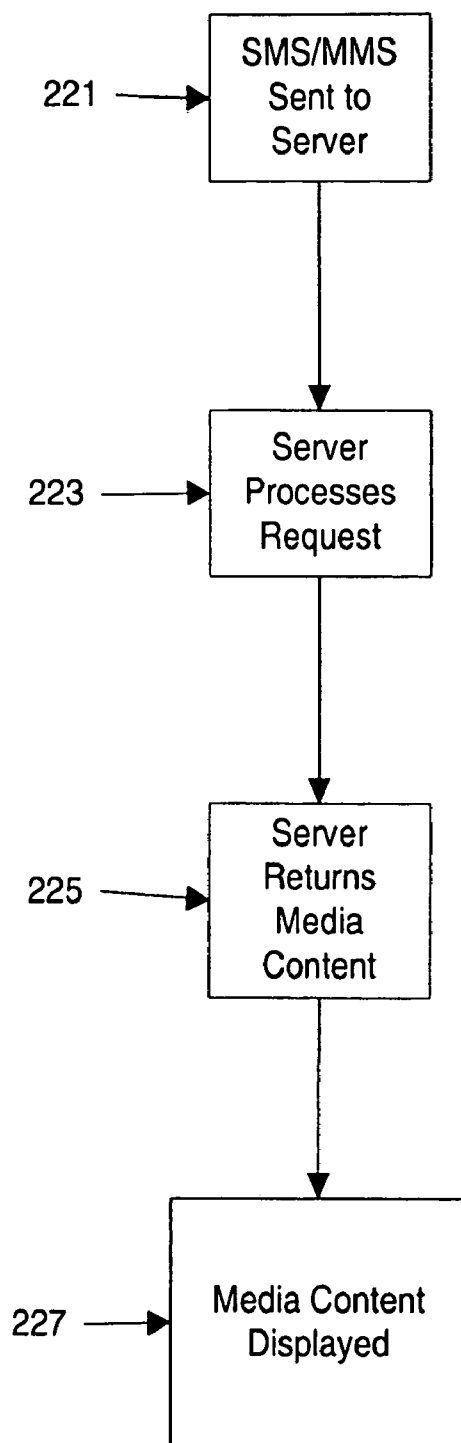 SMS/MMS
Sent to
Server
221
Server
Processes
Request
223
Server
Returns
Media
Content
225
Media Content
Displayed
227